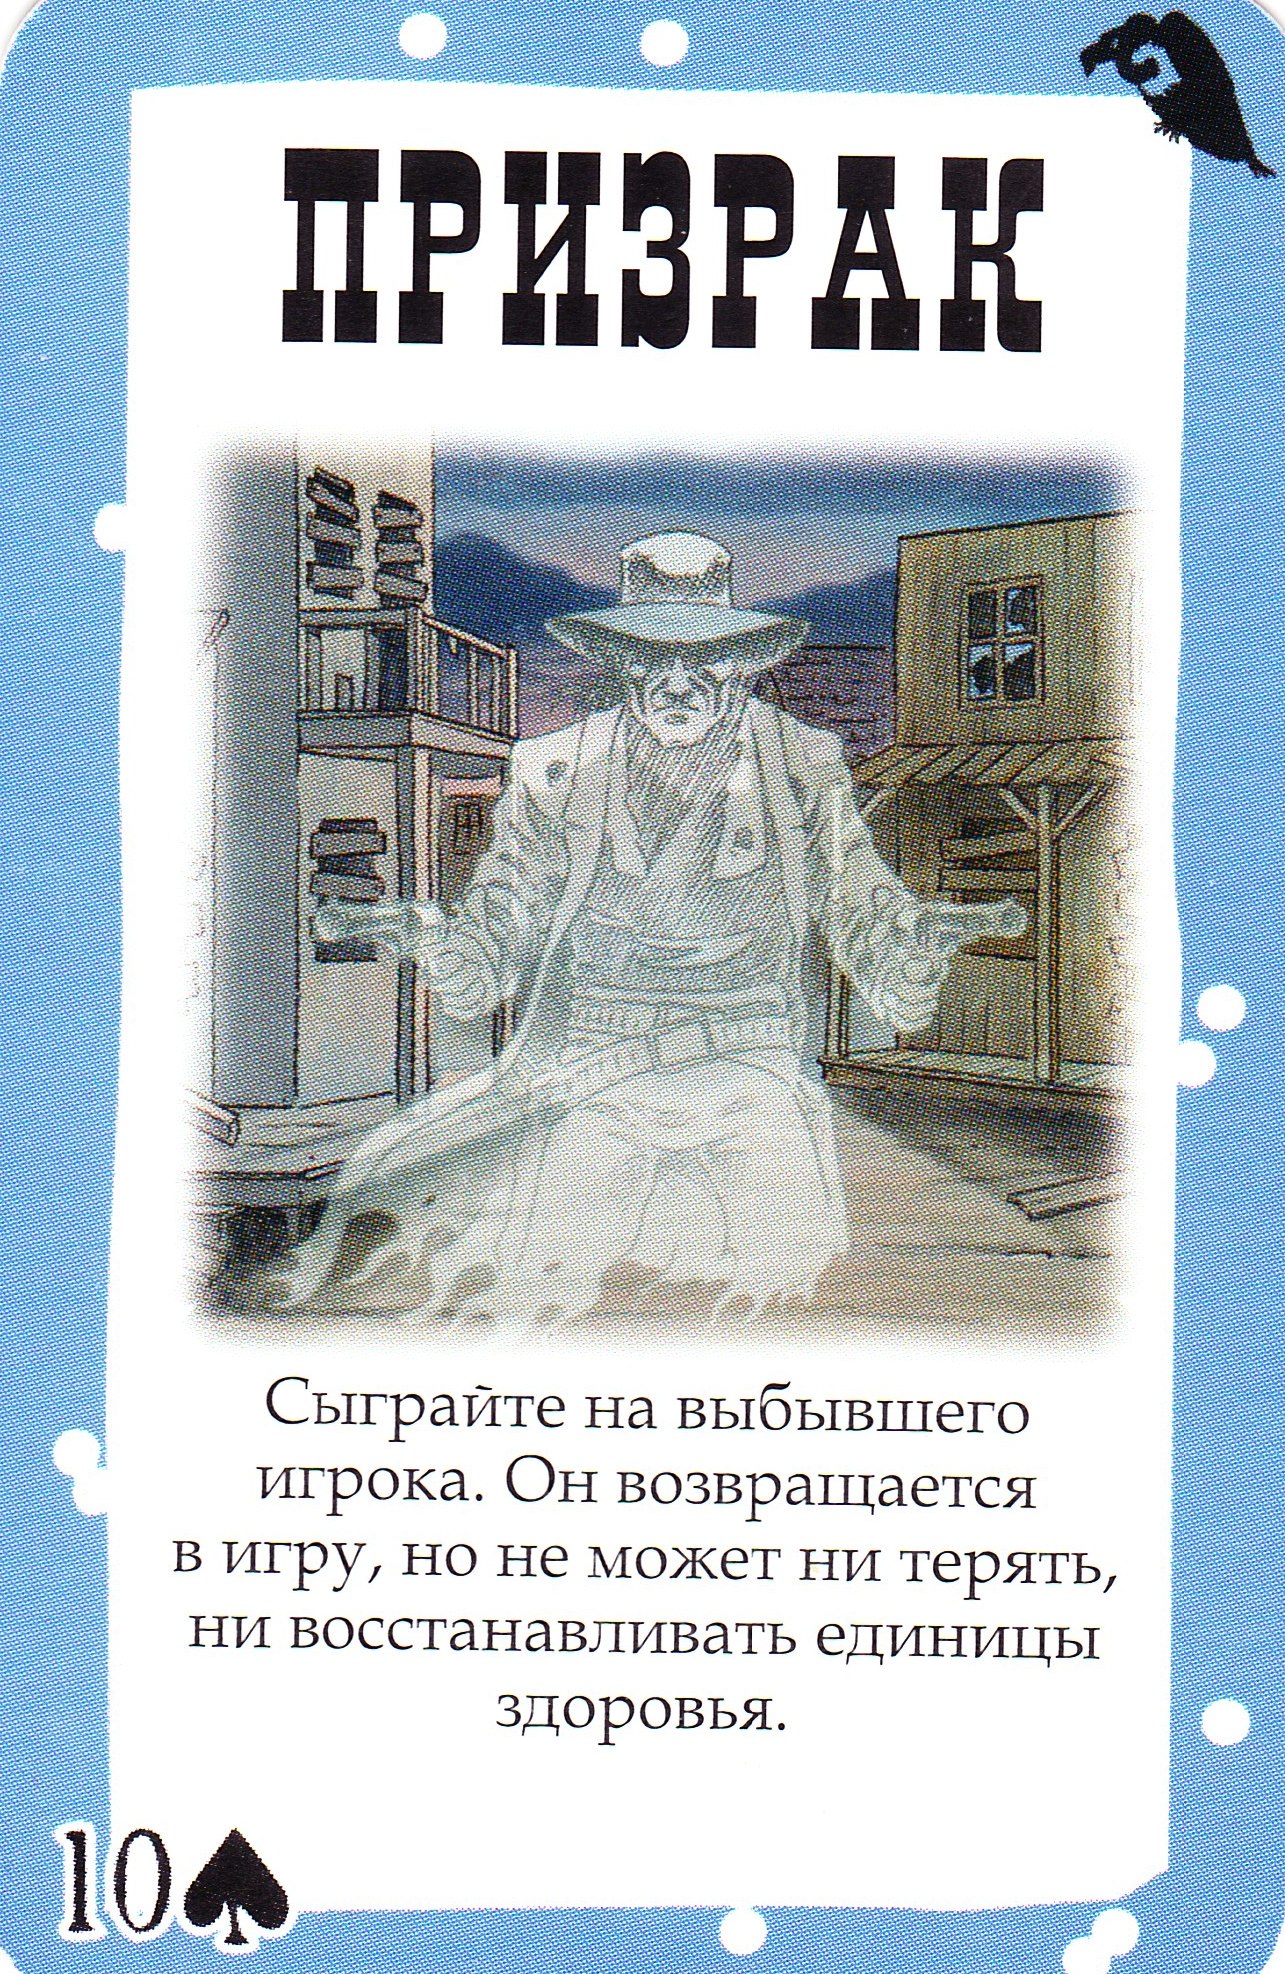 ПРИЗРАК
Сыграйте на выбывшего
игрока. Он возвращается
в игру, но не может ни терять,
ни восстанавливать единицы
здоровья.
10♠